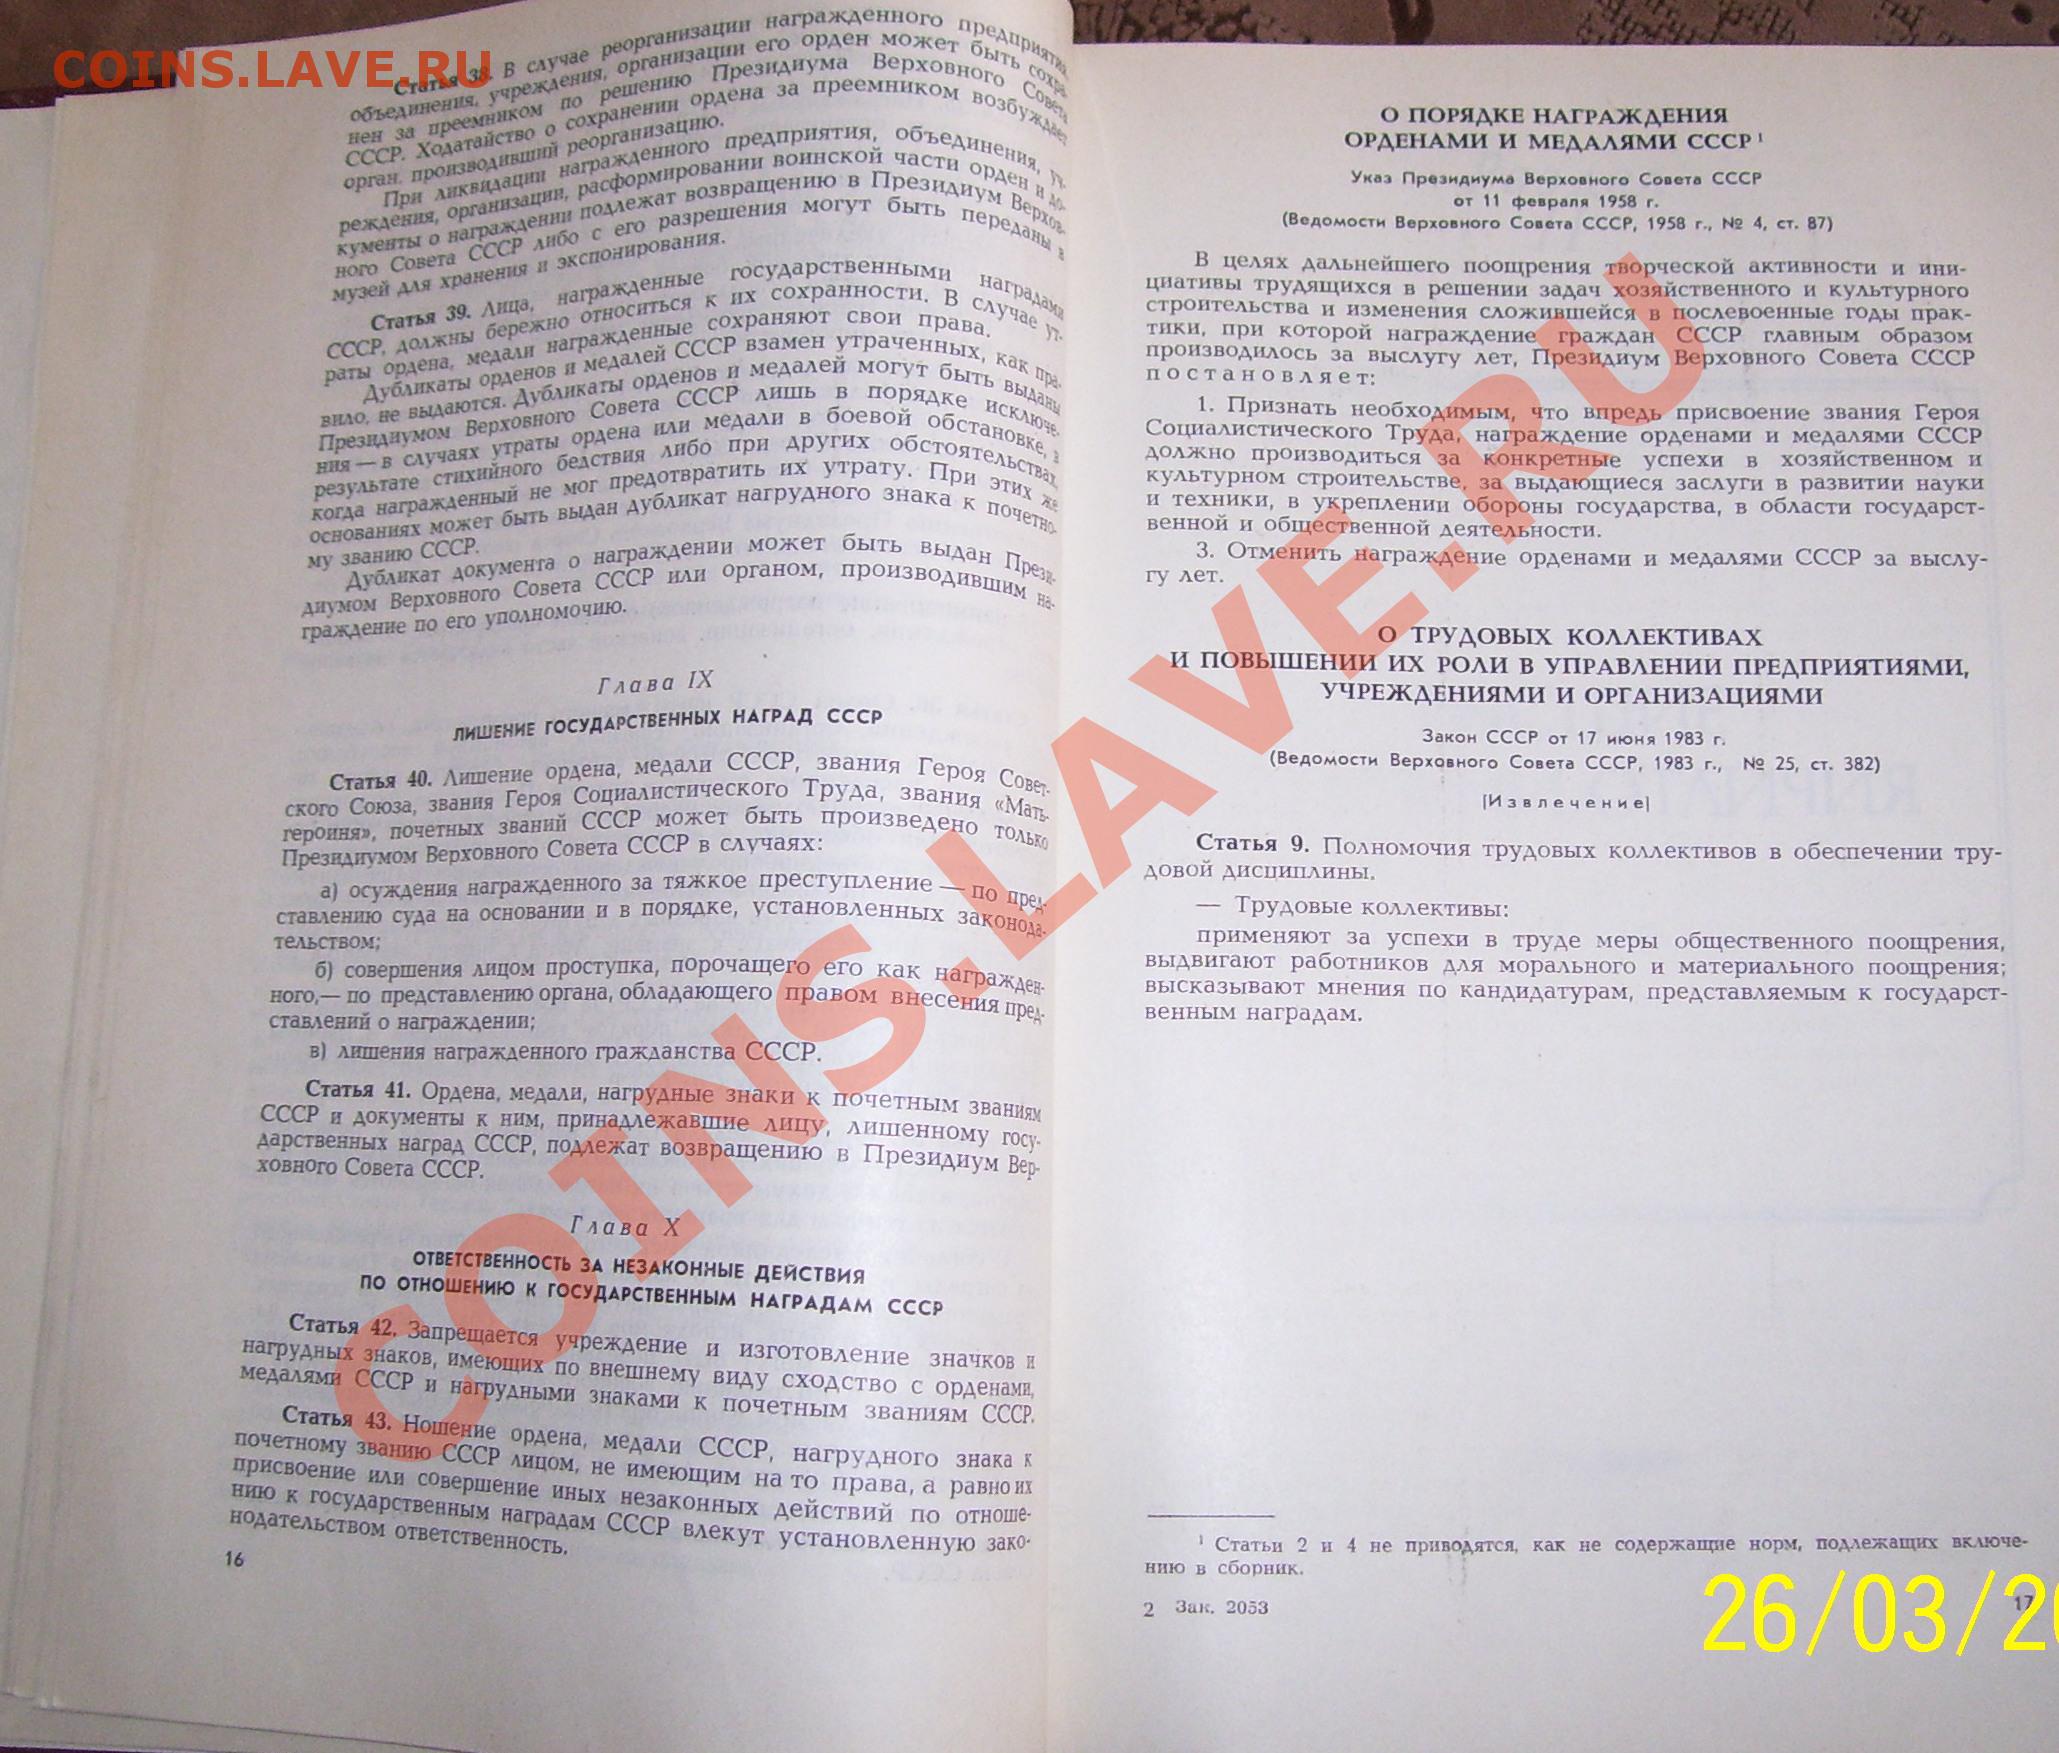 COINS.LAVE.RU
Статья 38. В случае реорганизации награжденного предприятия,
объединения, учреждения, организации его орден может быть сохра-
нен за преемником по решению Президиума Верховного Совета
СССР. Ходатайство о сохранении ордена за преемником возбуждает
орган, производивший реорганизацию.
При ликвидации награжденного предприятия, объединения, уч-
реждения, организации, расформировании воинской части орден и до-
кументы о награждении подлежат возвращению в Президиум Верхов-
ного Совета СССР либо с его разрешения могут быть переданы в
музей для хранения и экспонирования.
Статья 39. Лица, награжденные государственными наградами
СССР, должны бережно относиться к их сохранности. В случае ут-
раты ордена, медали награжденные сохраняют свои права.
Дубликаты орденов и медалей СССР взамен утраченных, как пра-
вило, не выдаются. Дубликаты орденов и медалей могут быть выданы
Президиумом Верховного Совета СССР лишь в порядке исключе-
ния — в случаях утраты ордена или медали в боевой обстановке, в
результате стихийного бедствия либо при других обстоятельствах,
когда награжденный не мог предотвратить их утрату. При этих же
основаниях может быть выдан дубликат нагрудного знака к почетно-
му званию СССР.
Дубликат документа о награждении может быть выдан Прези-
диумом Верховного Совета СССР или органом, производившим на-
граждение по его уполномочию.
Глава IX
ЛИШЕНИЕ ГОСУДАРСТВЕННЫХ НАГРАД СССР
Статья 40. Лишение ордена, медали СССР, звания Героя Совет-
ского Союза, звания Героя Социалистического Труда, звания «Мать-
героиня», почетных званий СССР может быть произведено только
Президиумом Верховного Совета СССР в случаях:
а) осуждения награжденного за тяжкое преступление — по пред-
ставлению суда на основании и в порядке, установленных законода-
тельством;
б) совершения лицом проступка, порочащего его как награжден-
ного,— по представлению органа, обладающего правом внесения пред-
ставлений о награждении;
в) лишения награжденного гражданства СССР.
Статья 41. Ордена, медали, нагрудные знаки к почетным званиям
СССР и документы к ним, принадлежавшие лицу, лишенному госу-
дарственных наград СССР, подлежат возвращению в Президиум Вер-
ховного Совета СССР.
Глава X
ОТВЕТСТВЕННОСТЬ ЗА НЕЗАКОННЫЕ ДЕЙСТВИЯ
ПО ОТНОШЕНИЮ К ГОСУДАРСТВЕННЫМ НАГРАДАМ СССР
Статья 42. Запрещается учреждение и изготовление значков и
нагрудных знаков, имеющих по внешнему виду сходство с орденами,
медалями СССР и нагрудными знаками к почетным званиям СССР.
Статья 43. Ношение ордена, медали СССР, нагрудного знака к
почетному званию СССР лицом, не имеющим на то права, а равно их
присвоение или совершение иных незаконных действий по отноше-
нию к государственным наградам СССР влекут установленную зако-
нодательством ответственность.
16
О ПОРЯДКЕ НАГРАЖДЕНИЯ
ОРДЕНАМИ И МЕДАЛЯМИ СССР ¹
Указ Президиума Верховного Совета СССР
от 11 февраля 1958 г.
(Ведомости Верховного Совета СССР, 1958 г., № 4, ст. 87)
В целях дальнейшего поощрения творческой активности и ини-
циативы трудящихся в решении задач хозяйственного и культурного
строительства и изменения сложившейся в послевоенные годы прак-
тики, при которой награждение граждан СССР главным образом
производилось за выслугу лет, Президиум Верховного Совета СССР
постановляет:
1. Признать необходимым, что впредь присвоение звания Героя
Социалистического Труда, награждение орденами и медалями СССР
должно производиться за конкретные успехи в хозяйственном и
культурном строительстве, за выдающиеся заслуги в развитии науки
и техники, в укреплении обороны государства, в области государст-
венной и общественной деятельности.
3. Отменить награждение орденами и медалями СССР за выслу-
гу лет.
О ТРУДОВЫХ КОЛЛЕКТИВАХ
И ПОВЫШЕНИИ ИХ РОЛИ В УПРАВЛЕНИИ ПРЕДПРИЯТИЯМИ,
УЧРЕЖДЕНИЯМИ И ОРГАНИЗАЦИЯМИ
Закон СССР от 17 июня 1983 г.
(Ведомости Верховного Совета СССР, 1983 г., № 25, ст. 382)
[Извлечение]
Статья 9. Полномочия трудовых коллективов в обеспечении тру-
довой дисциплины.
— Трудовые коллективы:
применяют за успехи в труде меры общественного поощрения,
выдвигают работников для морального и материального поощрения;
высказывают мнения по кандидатурам, представляемым к государст-
венным наградам.
¹ Статьи 2 и 4 не приводятся, как не содержащие норм, подлежащих включе-
нию в сборник.
2 Зак. 2053
17
26/03/20
COINS.LAVE.RU